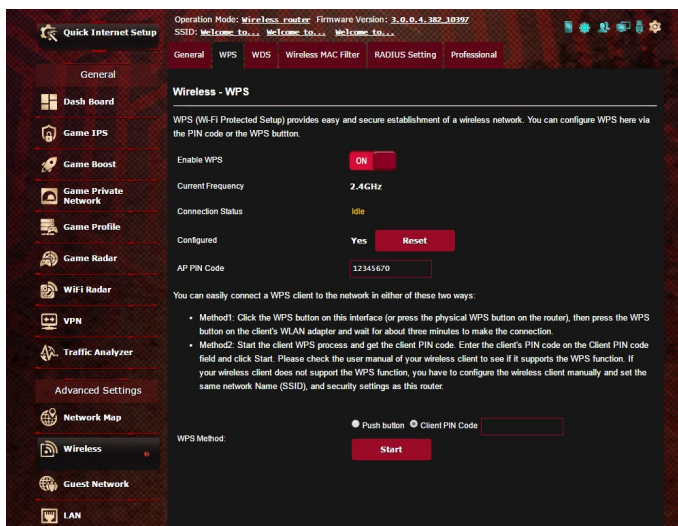 Quick Internet Setup
General
Dash Board
Game IPS
Game Boost
Game Private
Network
Game Profile
Game Radar
WiFi Radar
VPN
Traffic Analyzer
Advanced Settings
Network Map
Wireless
Guest Network
LAN
Operation Mode: Wireless router Firmware Version: 3.0.0.4.382_10397
SSID: Welcome to... Welcome to... Welcome to...
General WPS WDS Wireless MAC Filter RADIUS Setting Professional
Wireless - WPS
WPS (Wi-Fi Protected Setup) provides easy and secure establishment of a wireless network. You can configure WPS here via
the PIN code or the WPS buttton.
Enable WPS ON
Current Frequency 2.4GHz
Connection Status Idle
Configured Yes Reset
AP PIN Code 12345670
You can easily connect a WPS client to the network in either of these two ways:
• Method1: Click the WPS button on this interface (or press the physical WPS button on the router), then press the WPS
button on the client's WLAN adapter and wait for about three minutes to make the connection.
• Method2: Start the client WPS process and get the client PIN code. Enter the client's PIN code on the Client PIN code
field and click Start. Please check the user manual of your wireless client to see if it supports the WPS function. If
your wireless client does not support the WPS function, you have to configure the wireless client manually and set the
same network Name (SSID), and security settings as this router.
WPS Method: Push button Client PIN Code
Start